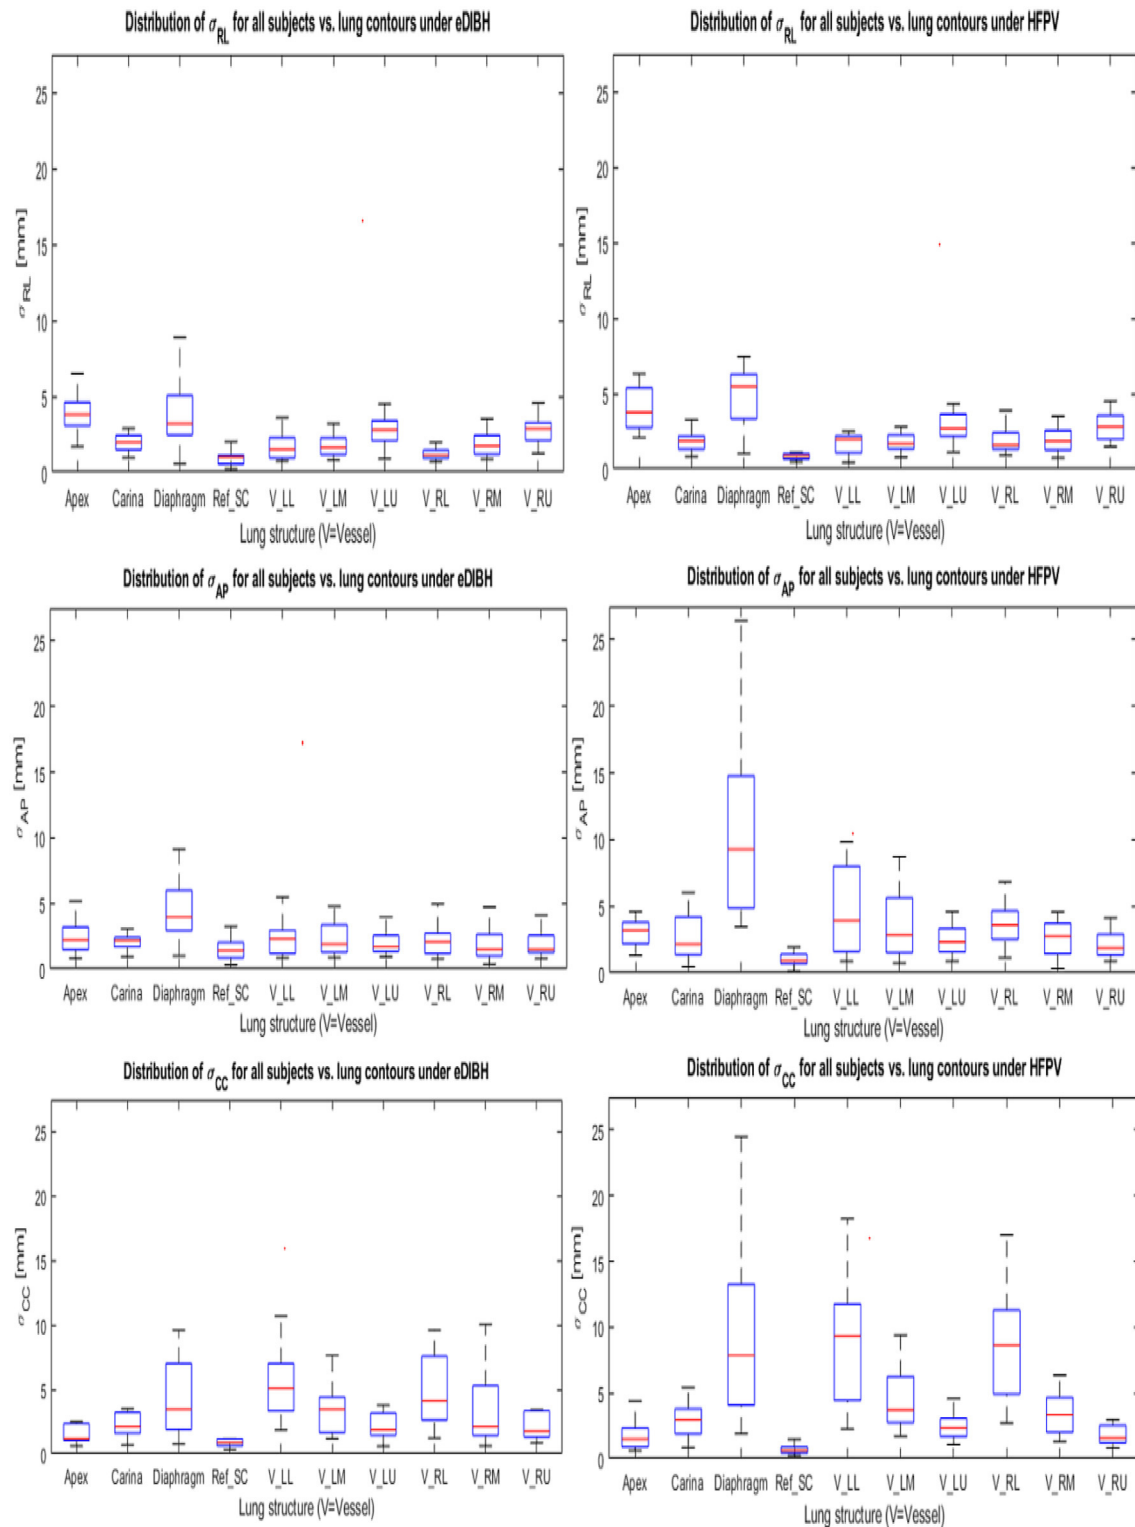 Distribution of σRL for all subjects vs. lung contours under eDIBH
σRL [mm]
25
20
15
10
5
0
Apex Carina Diaphragm Ref_SC V_LL V_LM V_LU V_RL V_RM V_RU
Lung structure (V=Vessel)
Distribution of σRL for all subjects vs. lung contours under HFPV
σRL [mm]
25
20
15
10
5
0
Apex Carina Diaphragm Ref_SC V_LL V_LM V_LU V_RL V_RM V_RU
Lung structure (V=Vessel)
Distribution of σAP for all subjects vs. lung contours under eDIBH
σAP [mm]
25
20
15
10
5
0
Apex Carina Diaphragm Ref_SC V_LL V_LM V_LU V_RL V_RM V_RU
Lung structure (V=Vessel)
Distribution of σAP for all subjects vs. lung contours under HFPV
σAP [mm]
25
20
15
10
5
0
Apex Carina Diaphragm Ref_SC V_LL V_LM V_LU V_RL V_RM V_RU
Lung structure (V=Vessel)
Distribution of σCC for all subjects vs. lung contours under eDIBH
σCC [mm]
25
20
15
10
5
0
Apex Carina Diaphragm Ref_SC V_LL V_LM V_LU V_RL V_RM V_RU
Lung structure (V=Vessel)
Distribution of σCC for all subjects vs. lung contours under HFPV
σCC [mm]
25
20
15
10
5
0
Apex Carina Diaphragm Ref_SC V_LL V_LM V_LU V_RL V_RM V_RU
Lung structure (V=Vessel)